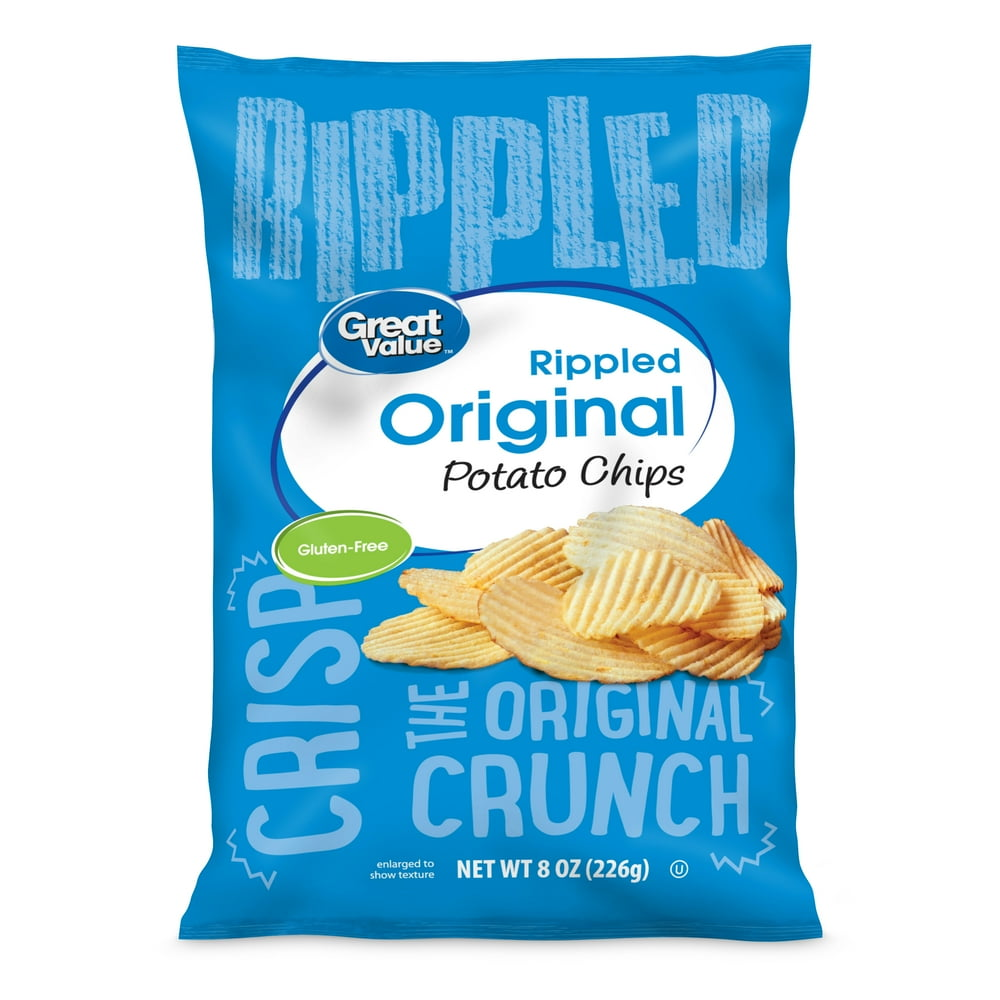 RIPPLED
Great
Value™
Rippled
Original
Potato Chips
Gluten-Free
CRISP
THE ORIGINAL
CRUNCH
enlarged to
show texture
NET WT 8 OZ (226g)
U